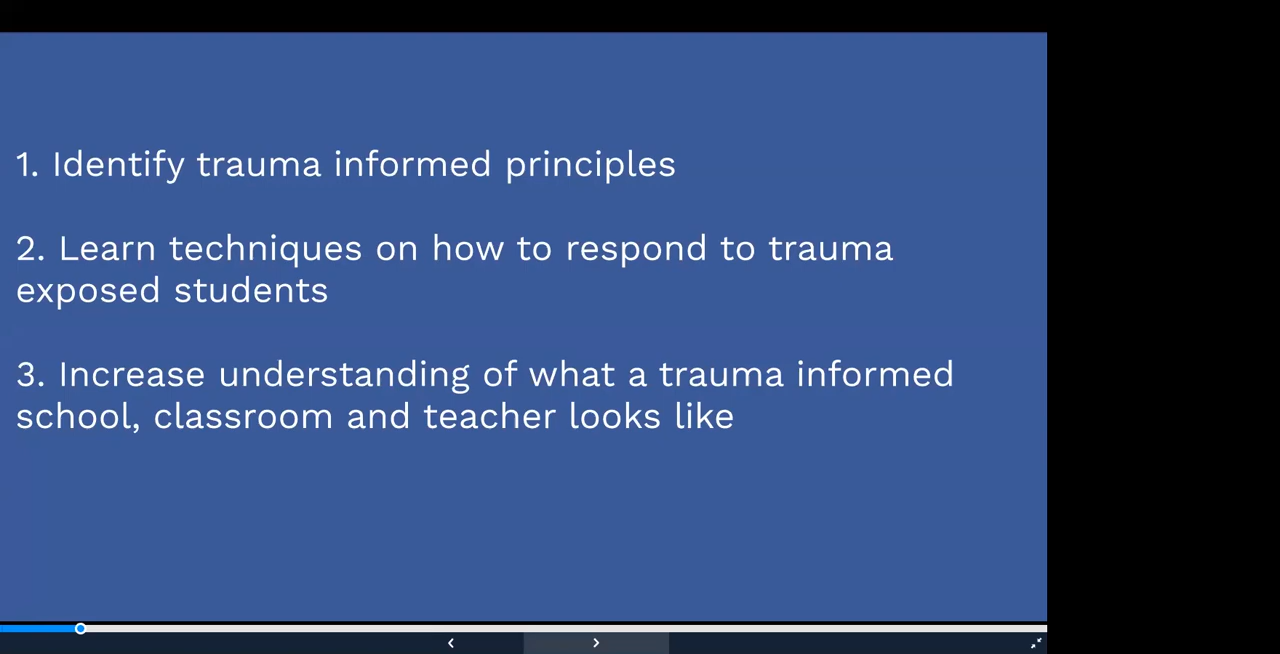 1. Identify trauma informed principles
2. Learn techniques on how to respond to trauma
exposed students
3. Increase understanding of what a trauma informed
school, classroom and teacher looks like